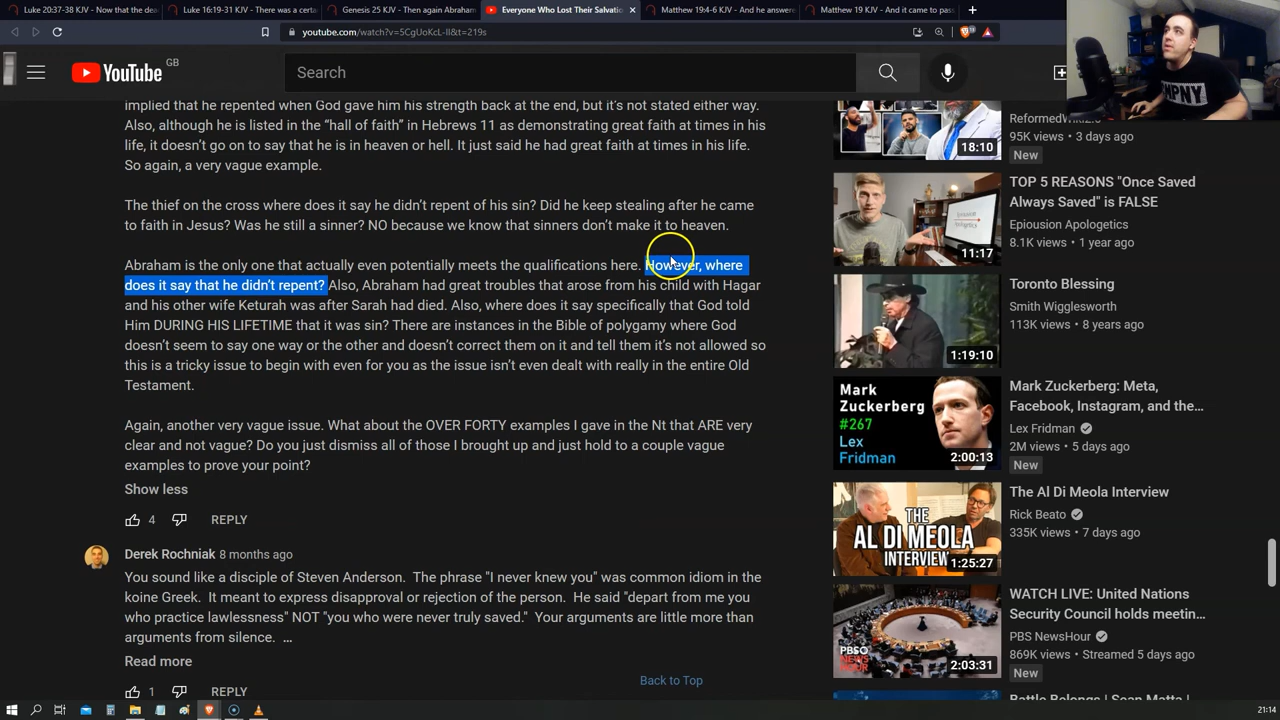 Luke 20:37-38 KJV - Now that the dea
Luke 16:19-31 KJV - There was a certa
Genesis 25 KJV - Then again Abraham
Everyone Who Lost Their Salvatio
Matthew 19:4-6 KJV - And he answere
Matthew 19 KJV - And it came to pas
youtube.com/watch?v=5CgUoKcL-lI&t=219s
YouTube GB
Search
implied that he repented when God gave him his strength back at the end, but it's not stated either way.
Also, although he is listed in the “hall of faith” in Hebrews 11 as demonstrating great faith at times in his
life, it doesn't go on to say that he is in heaven or hell. It just said he had great faith at times in his life.
So again, a very vague example.
The thief on the cross where does it say he didn't repent of his sin? Did he keep stealing after he came
to faith in Jesus? Was he still a sinner? NO because we know that sinners don't make it to heaven.
Abraham is the only one that actually even potentially meets the qualifications here. However, where
does it say that he didn't repent? Also, Abraham had great troubles that arose from his child with Hagar
and his other wife Keturah was after Sarah had died. Also, where does it say specifically that God told
Him DURING HIS LIFETIME that it was sin? There are instances in the Bible of polygamy where God
doesn't seem to say one way or the other and doesn't correct them on it and tell them it's not allowed so
this is a tricky issue to begin with even for you as the issue isn't even dealt with really in the entire Old
Testament.
Again, another very vague issue. What about the OVER FORTY examples I gave in the Nt that ARE very
clear and not vague? Do you just dismiss all of those I brought up and just hold to a couple vague
examples to prove your point?
Show less
4
REPLY
Derek Rochniak 8 months ago
You sound like a disciple of Steven Anderson. The phrase "I never knew you" was common idiom in the
koine Greek. It meant to express disapproval or rejection of the person. He said "depart from me you
who practice lawlessness" NOT "you who were never truly saved." Your arguments are little more than
arguments from silence. ...
Read more
1
REPLY
Back to Top
95K views • 3 days ago
New
18:10
TOP 5 REASONS "Once Saved
Always Saved" is FALSE
Epiousion Apologetics
8.1K views • 1 year ago
11:17
Toronto Blessing
Smith Wigglesworth
113K views • 8 years ago
1:19:10
Mark
Zuckerberg
#267
Lex
Fridman
2:00:13
Mark Zuckerberg: Meta,
Facebook, Instagram, and the...
Lex Fridman
2M views • 5 days ago
New
THE
AL DI MEOLA
INTERVIEW
1:25:27
The Al Di Meola Interview
Rick Beato
335K views • 7 days ago
PBS
2:03:31
WATCH LIVE: United Nations
Security Council holds meetin...
PBS NewsHour
869K views • Streamed 5 days ago
New
21:14